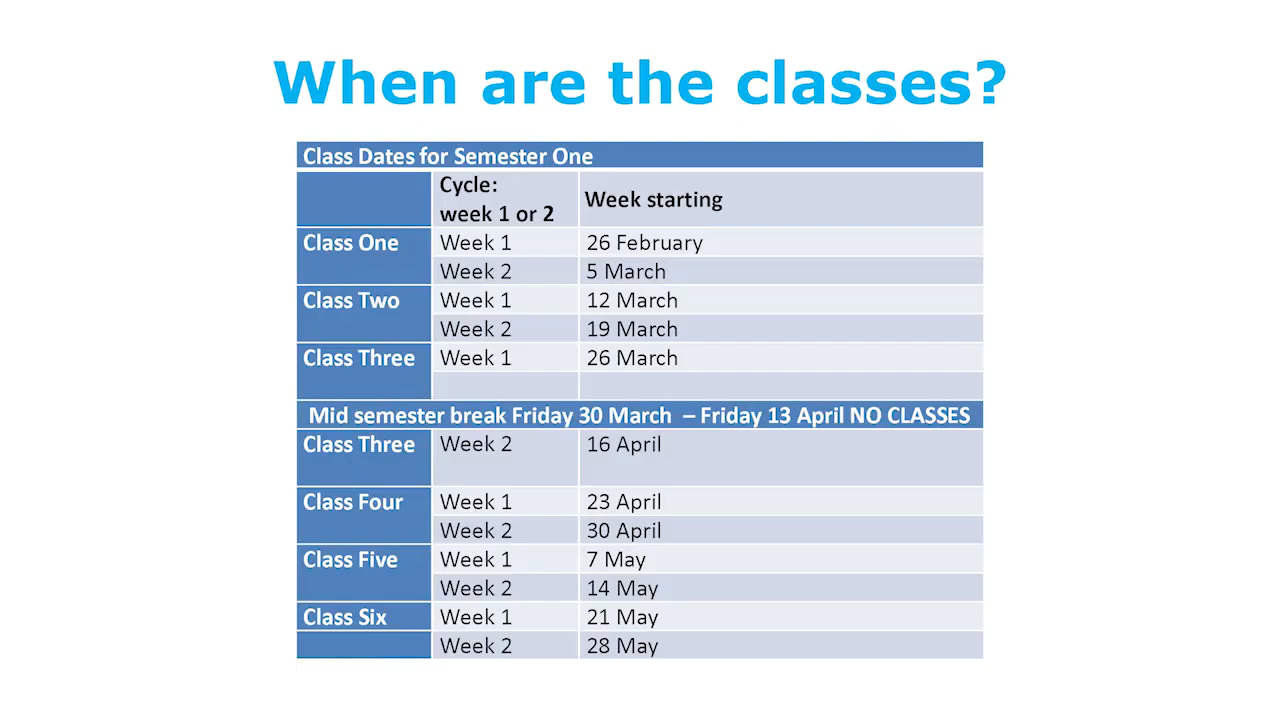 When are the classes?
Class Dates for Semester One
Cycle:
week 1 or 2
Week starting
Class One Week 1 26 February
Week 2 5 March
Class Two Week 1 12 March
Week 2 19 March
Class Three Week 1 26 March
Mid semester break Friday 30 March – Friday 13 April NO CLASSES
Class Three Week 2 16 April
Class Four Week 1 23 April
Week 2 30 April
Class Five Week 1 7 May
Week 2 14 May
Class Six Week 1 21 May
Week 2 28 May